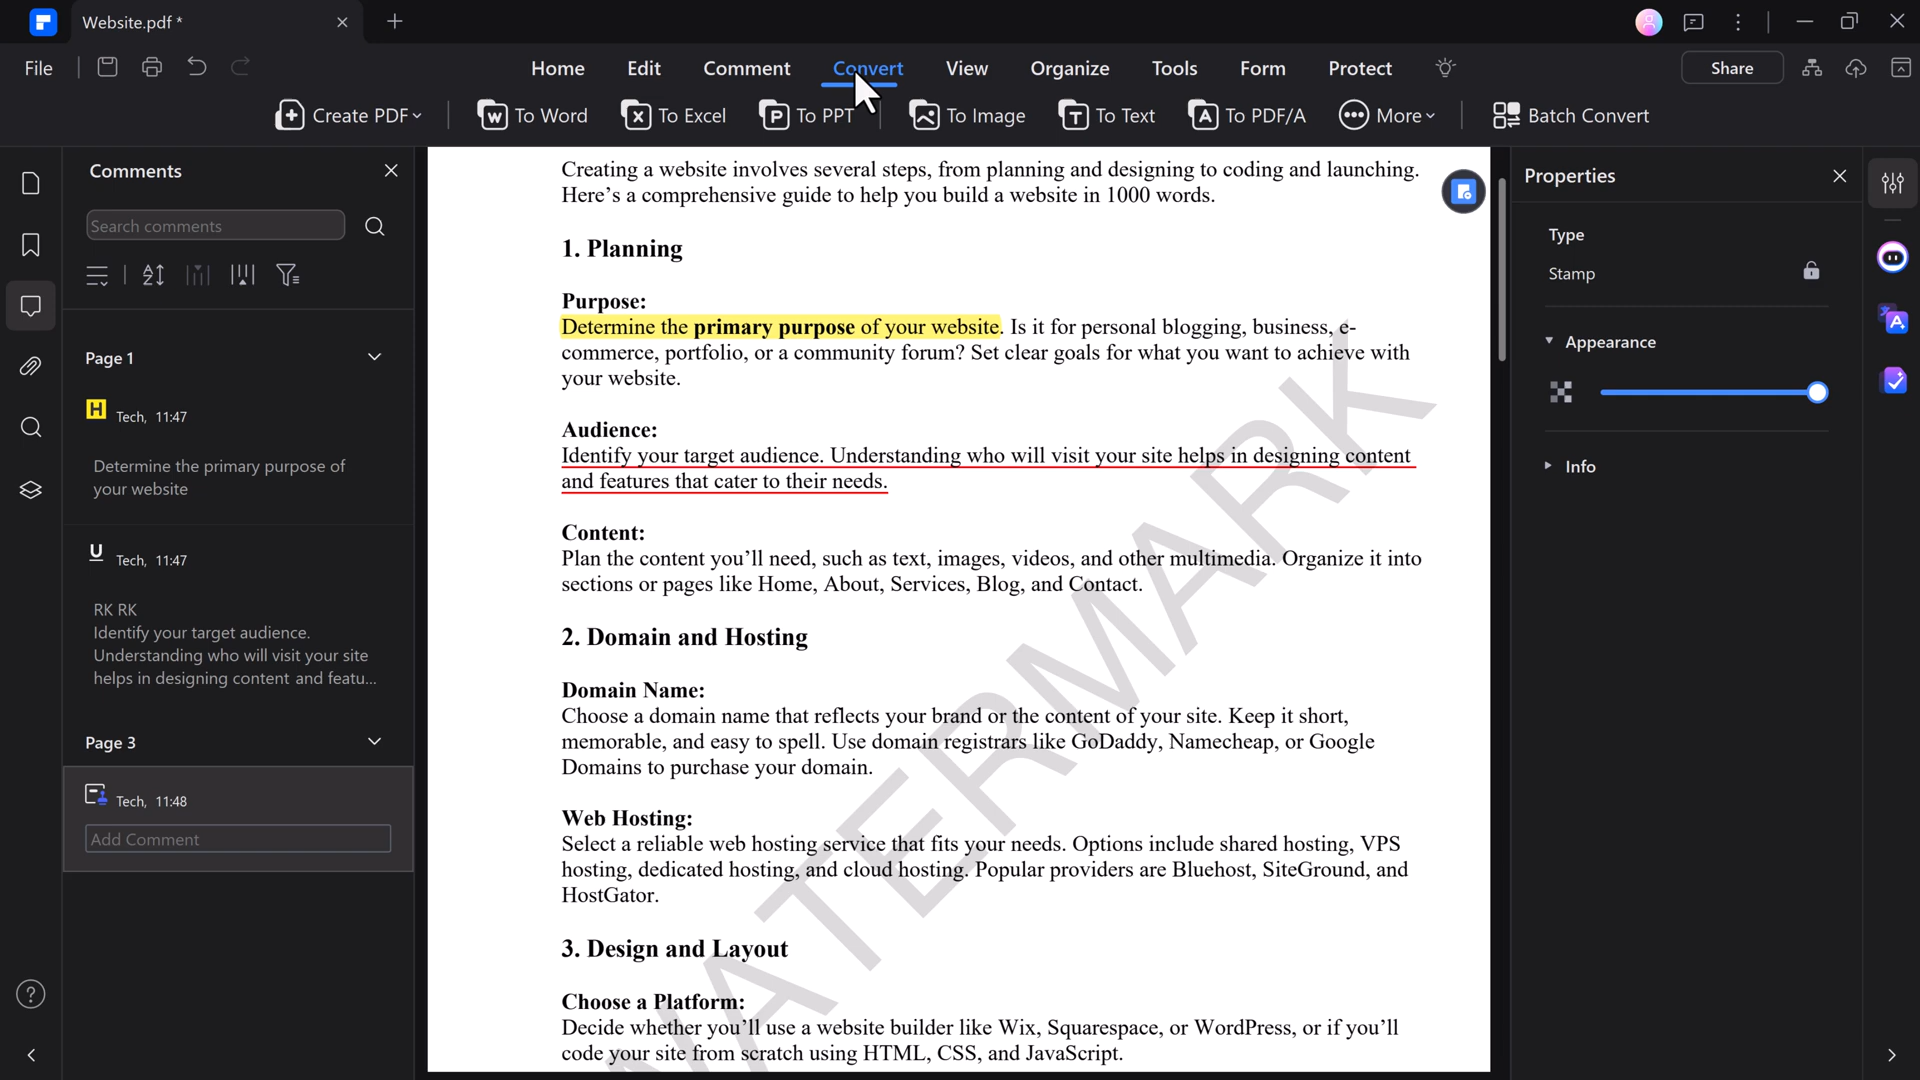 Website.pdf *
File
Home
Edit
Comment
Convert
View
Organize
Tools
Form
Protect
Share
Create PDF
To Word
To Excel
To PPT
To Image
To Text
To PDF/A
More
Batch Convert
Comments
Search comments
Page 1
H Tech, 11:47
Determine the primary purpose of
your website
U Tech, 11:47
RK RK
Identify your target audience.
Understanding who will visit your site
helps in designing content and featu...
Page 3
Tech, 11:48
Add Comment
Creating a website involves several steps, from planning and designing to coding and launching.
Here’s a comprehensive guide to help you build a website in 1000 words.
1. Planning
Purpose:
Determine the primary purpose of your website. Is it for personal blogging, business, e-
commerce, portfolio, or a community forum? Set clear goals for what you want to achieve with
your website.
Audience:
Identify your target audience. Understanding who will visit your site helps in designing content
and features that cater to their needs.
Content:
Plan the content you’ll need, such as text, images, videos, and other multimedia. Organize it into
sections or pages like Home, About, Services, Blog, and Contact.
2. Domain and Hosting
Domain Name:
Choose a domain name that reflects your brand or the content of your site. Keep it short,
memorable, and easy to spell. Use domain registrars like GoDaddy, Namecheap, or Google
Domains to purchase your domain.
Web Hosting:
Select a reliable web hosting service that fits your needs. Options include shared hosting, VPS
hosting, dedicated hosting, and cloud hosting. Popular providers are Bluehost, SiteGround, and
HostGator.
3. Design and Layout
Choose a Platform:
Decide whether you’ll use a website builder like Wix, Squarespace, or WordPress, or if you’ll
code your site from scratch using HTML, CSS, and JavaScript.
WATERMARK
Properties
Type
Stamp
Appearance
Info